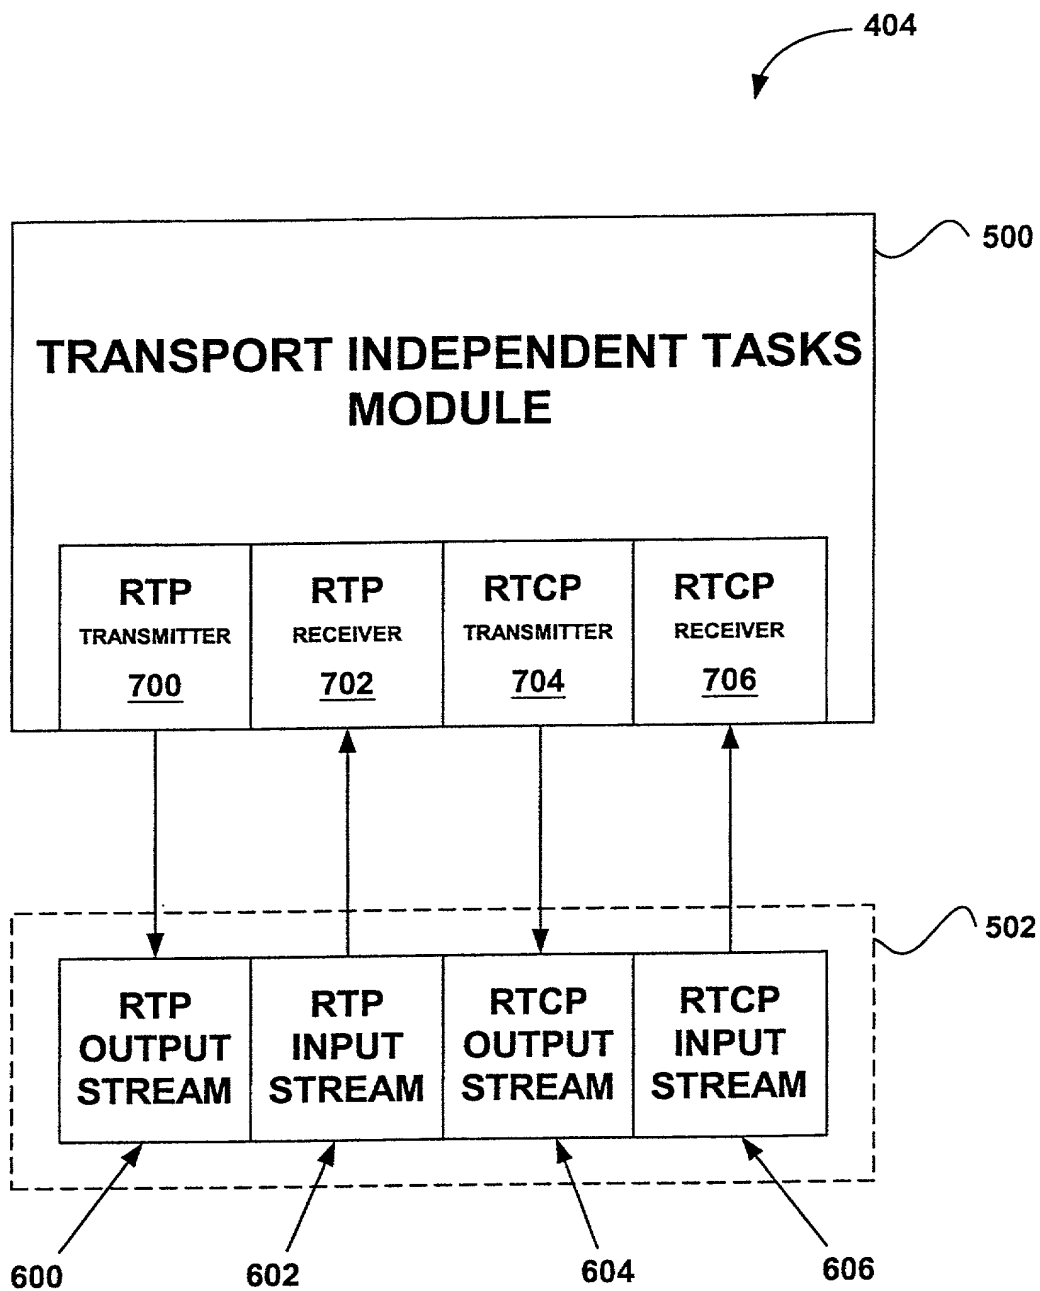 404
500
TRANSPORT INDEPENDENT TASKS
MODULE
RTP
TRANSMITTER
700
RTP
RECEIVER
702
RTCP
TRANSMITTER
704
RTCP
RECEIVER
706
502
RTP
OUTPUT
STREAM
RTP
INPUT
STREAM
RTCP
OUTPUT
STREAM
RTCP
INPUT
STREAM
600
602
604
606